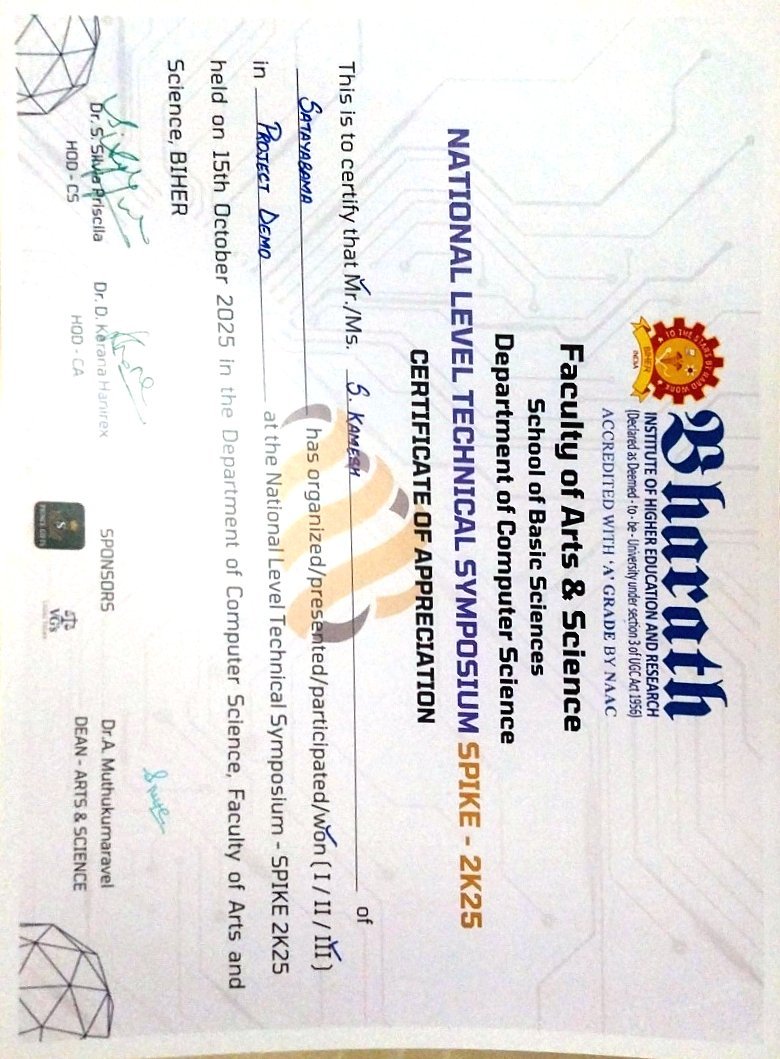 TO THE STARS BY HARD WORK
BIHER
INDIA
Bharath
INSTITUTE OF HIGHER EDUCATION AND RESEARCH
(Declared as Deemed - to - be - University under section 3 of UGC Act 1956)
ACCREDITED WITH ‘A’ GRADE BY NAAC
Faculty of Arts & Science
School of Basic Sciences
Department of Computer Science
NATIONAL LEVEL TECHNICAL SYMPOSIUM SPIKE - 2K25
CERTIFICATE OF APPRECIATION
This is to certify that Mr./Ms. S. KAMESH of
SATAYABAMA has organized/presented/participated/won ( I / II / III )
in PROJECT DEMO at the National Level Technical Symposium - SPIKE 2K25
held on 15th October 2025 in the Department of Computer Science, Faculty of Arts and
Science, BIHER
Dr. S. Silvia Priscilla
HOD - CS
Dr. D. Kerana Hanirex
HOD - CA
SPONSORS
S
PRINCE GIFTS
VG's
Dr.A. Muthukumaravel
DEAN - ARTS & SCIENCE